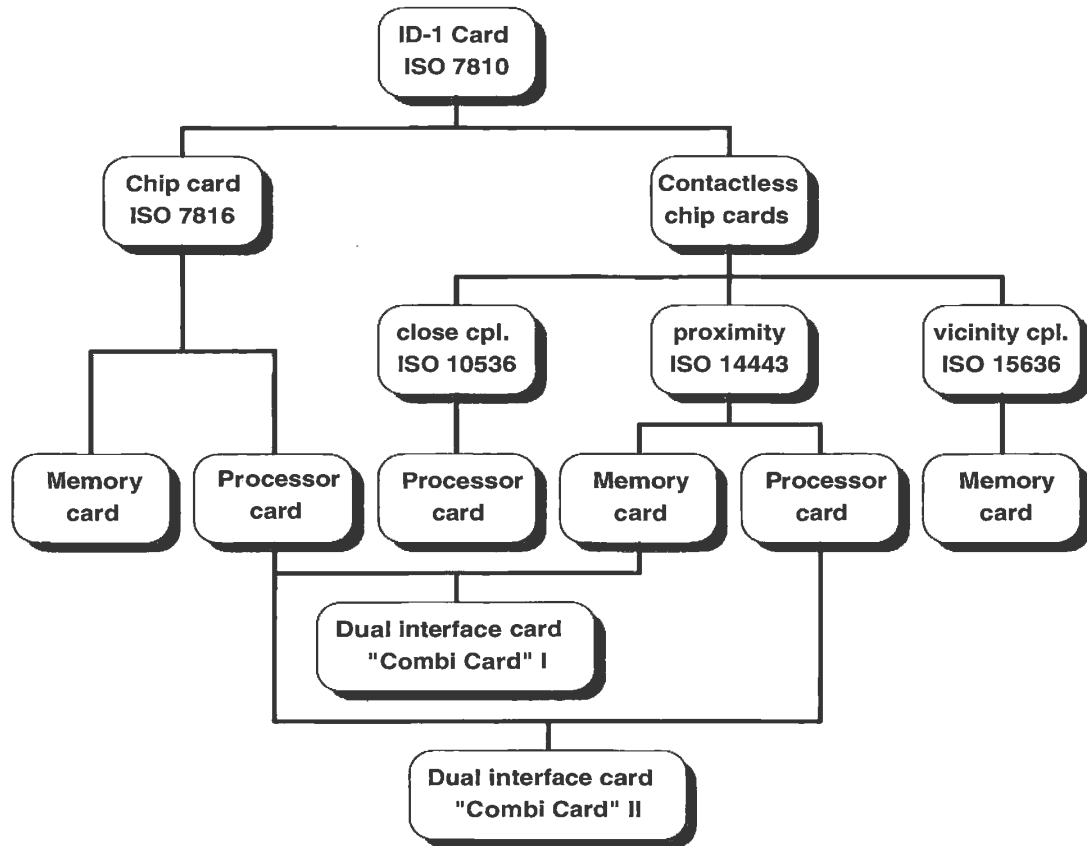 ID-1 Card
ISO 7810
Chip card
ISO 7816
Contactless
chip cards
close cpl.
ISO 10536
proximity
ISO 14443
vicinity cpl.
ISO 15636
Memory
card
Processor
card
Processor
card
Memory
card
Processor
card
Memory
card
Dual interface card
"Combi Card" I
Dual interface card
"Combi Card" II